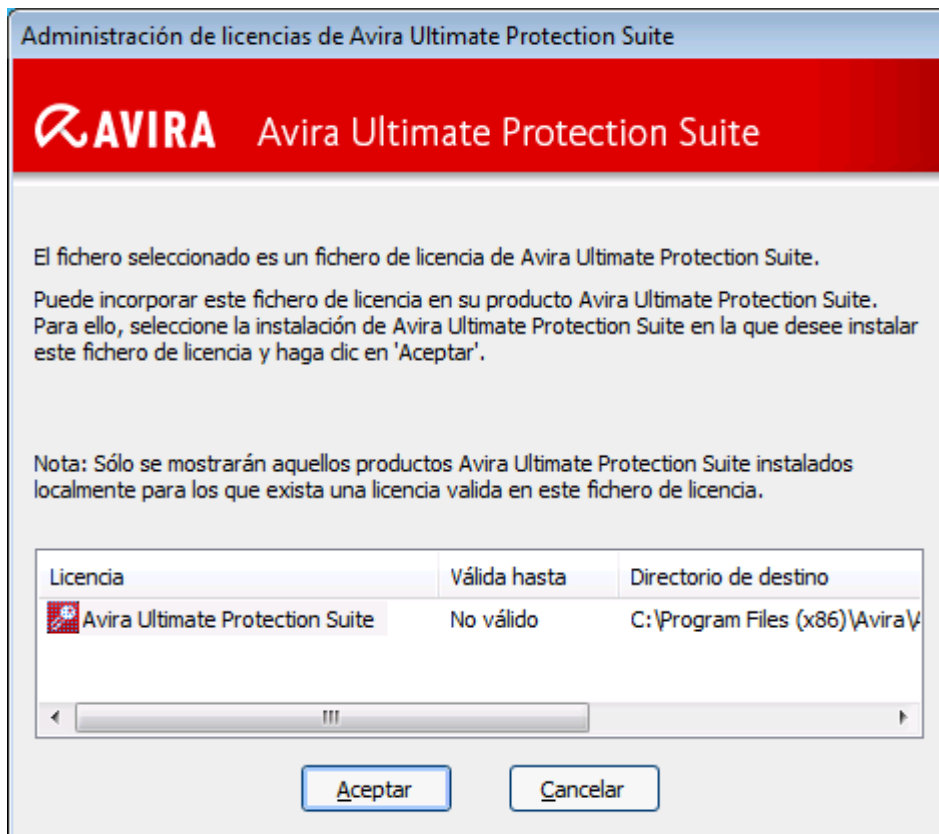 Administración de licencias de Avira Ultimate Protection Suite
AVIRA Avira Ultimate Protection Suite
El fichero seleccionado es un fichero de licencia de Avira Ultimate Protection Suite.
Puede incorporar este fichero de licencia en su producto Avira Ultimate Protection Suite.
Para ello, seleccione la instalación de Avira Ultimate Protection Suite en la que desee instalar
este fichero de licencia y haga clic en 'Aceptar'.
Nota: Sólo se mostrarán aquellos productos Avira Ultimate Protection Suite instalados
localmente para los que exista una licencia valida en este fichero de licencia.
Licencia Válida hasta Directorio de destino
Avira Ultimate Protection Suite No válido C:\Program Files (x86)\Avira\A
Aceptar Cancelar